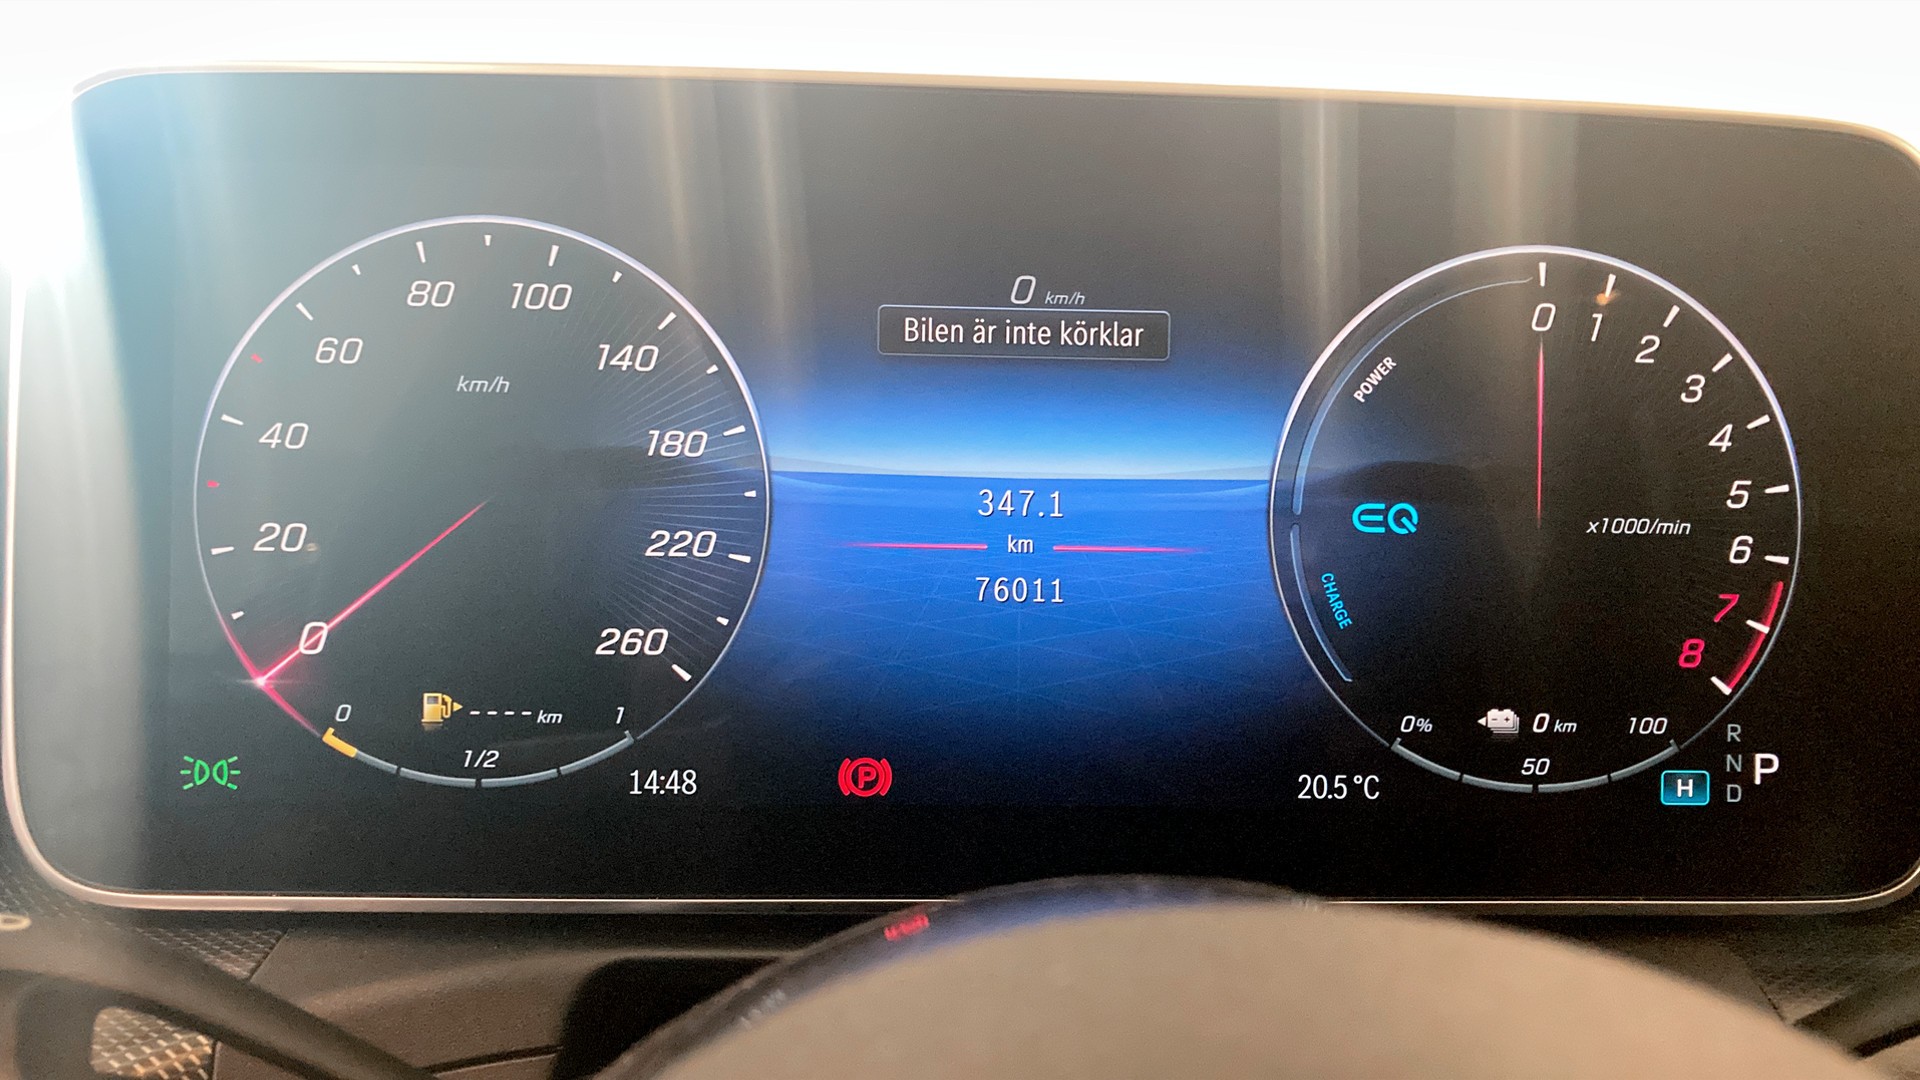 0 km/h
Bilen är inte körklar
347.1
km
76011
km/h
0
20
40
60
80
100
140
180
220
260
0
1/2
1
---- km
14:48
POWER
CHARGE
EQ
0
1
2
3
4
5
6
7
8
x1000/min
0%
50
100
0 km
P
20.5 °C
H
R
N
D
P